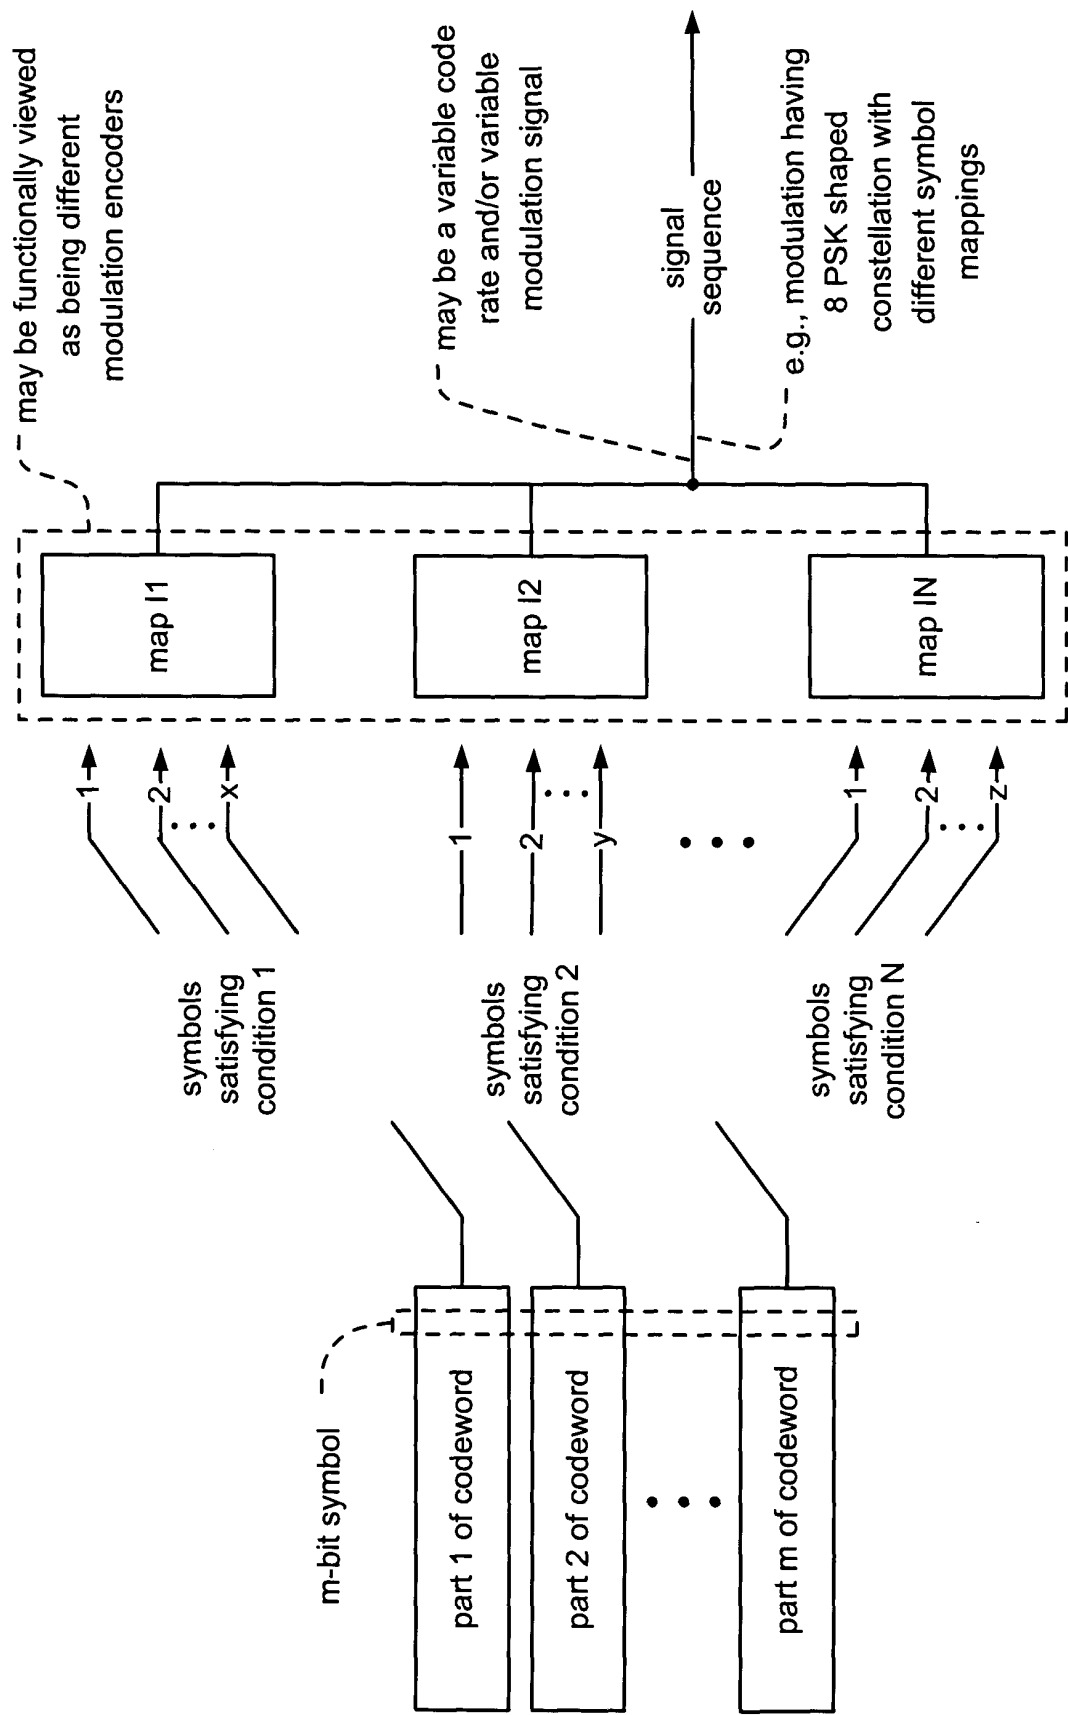 m-bit symbol
part 1 of codeword
part 2 of codeword
part m of codeword
symbols
satisfying
condition 1
symbols
satisfying
condition 2
symbols
satisfying
condition N
1
2
x
1
2
y
1
2
z
map I1
map I2
map IN
may be functionally viewed
as being different
modulation encoders
may be a variable code
rate and/or variable
modulation signal
signal
sequence
e.g., modulation having
8 PSK shaped
constellation with
different symbol
mappings